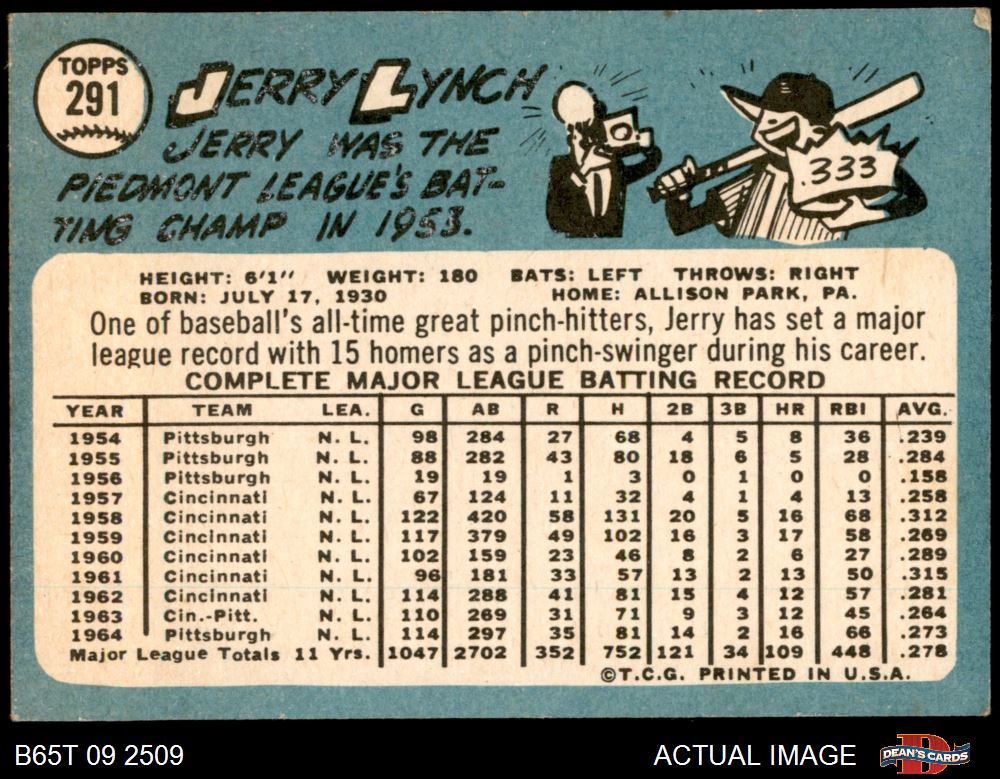 TOPPS
291
JERRY LYNCH
JERRY WAS THE
PIEDMONT LEAGUE'S BAT-
TING CHAMP IN 1953.
.333
HEIGHT: 6'1" WEIGHT: 180 BATS: LEFT THROWS: RIGHT
BORN: JULY 17, 1930 HOME: ALLISON PARK, PA.
One of baseball's all-time great pinch-hitters, Jerry has set a major
league record with 15 homers as a pinch-swinger during his career.
COMPLETE MAJOR LEAGUE BATTING RECORD
YEAR TEAM LEA. G AB R H 2B 3B HR RBI AVG.
1954 Pittsburgh N. L. 98 284 27 68 4 5 8 36 .239
1955 Pittsburgh N. L. 88 282 43 80 18 6 5 28 .284
1956 Pittsburgh N. L. 19 19 1 3 0 1 0 0 .158
1957 Cincinnati N. L. 67 124 11 32 4 1 4 13 .258
1958 Cincinnati N. L. 122 420 58 131 20 5 16 68 .312
1959 Cincinnati N. L. 117 379 49 102 16 3 17 58 .269
1960 Cincinnati N. L. 102 159 23 46 8 2 6 27 .289
1961 Cincinnati N. L. 96 181 33 57 13 2 13 50 .315
1962 Cincinnati N. L. 114 288 41 81 15 4 12 57 .281
1963 Cin.-Pitt. N. L. 110 269 31 71 9 3 12 45 .264
1964 Pittsburgh N. L. 114 297 35 81 14 2 16 66 .273
Major League Totals 11 Yrs. 1047 2702 352 752 121 34 109 448 .278
©T.C.G. PRINTED IN U.S.A.
B65T 09 2509 ACTUAL IMAGE DEAN'S CARDS